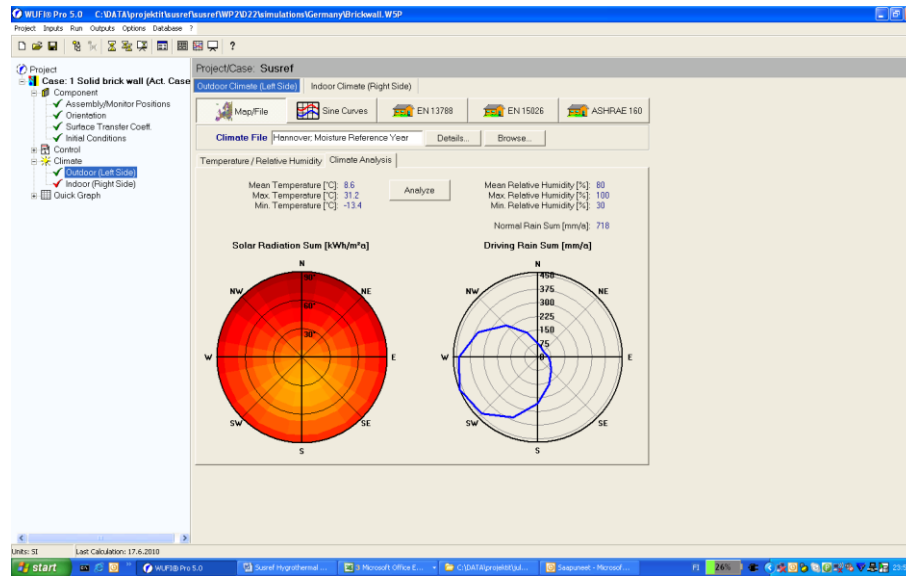 WUFI® Pro 5.0 C:\DATA\projektit\susref\susref\WP2\D22\simulations\Germany\Brickwall.W5P
Project Inputs Run Outputs Options Database ?
Project
Case: 1 Solid brick wall (Act. Case
Component
Assembly/Monitor Positions
Orientation
Surface Transfer Coeff.
Initial Conditions
Control
Climate
Outdoor (Left Side)
Indoor (Right Side)
Quick Graph
Project/Case: Susref
Outdoor Climate (Left Side) Indoor Climate (Right Side)
Map/File Sine Curves EN 13788 EN 15026 ASHRAE 160
Climate File Hannover; Moisture Reference Year Details... Browse...
Temperature / Relative Humidity Climate Analysis
Mean Temperature [°C]: 8.6
Max. Temperature [°C]: 31.2
Min. Temperature [°C]: -13.4
Analyze
Mean Relative Humidity [%]: 80
Max. Relative Humidity [%]: 100
Min. Relative Humidity [%]: 30
Normal Rain Sum [mm/a]: 718
Solar Radiation Sum [kWh/m²a]
N
90°
NW NE
60°
30°
W E
SW SE
S
Driving Rain Sum [mm/a]
N
450
NW 375 NE
300
225
150
75
W 0 E
SW SE
S
Units: SI Last Calculation: 17.6.2010
start WUFI® Pro 5.0 Susref Hygrothermal ... 3 Microsoft Office E... C:\DATA\projektit\jul... Saapuneet - Microsof... FI 26%